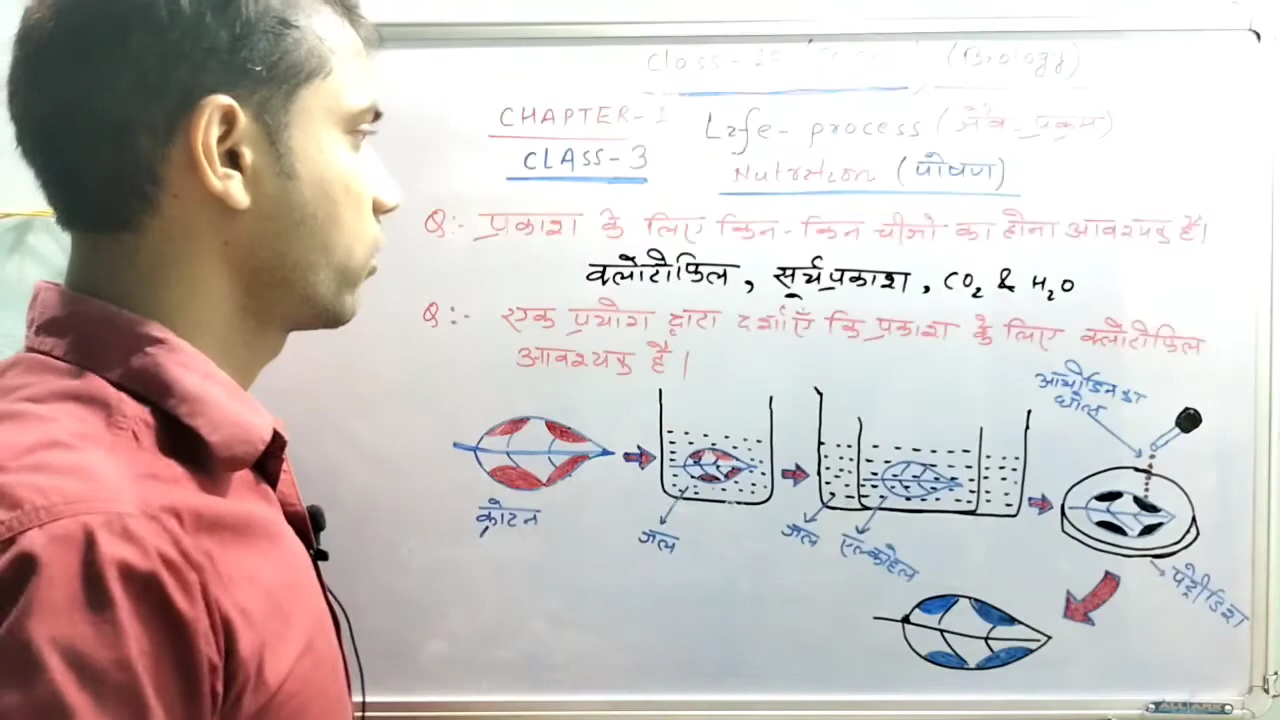 Class - 10 (Biology)
CHAPTER - 1 Life - process (जैव - प्रक्रम)
CLASS - 3 Nutrition (पोषण)
Q:- प्रकाश के लिए किन - किन चीजों का होना आवश्यक है।
क्लोरोफिल , सूर्यप्रकाश , CO₂ & H₂O
Q:- एक प्रयोग द्वारा दर्शाएँ कि प्रकाश के लिए क्लोरोफिल
आवश्यक है।
आयोडिन का
घोल
क्रोटन
जल
जल
एल्कोहल
पेट्रीडिश